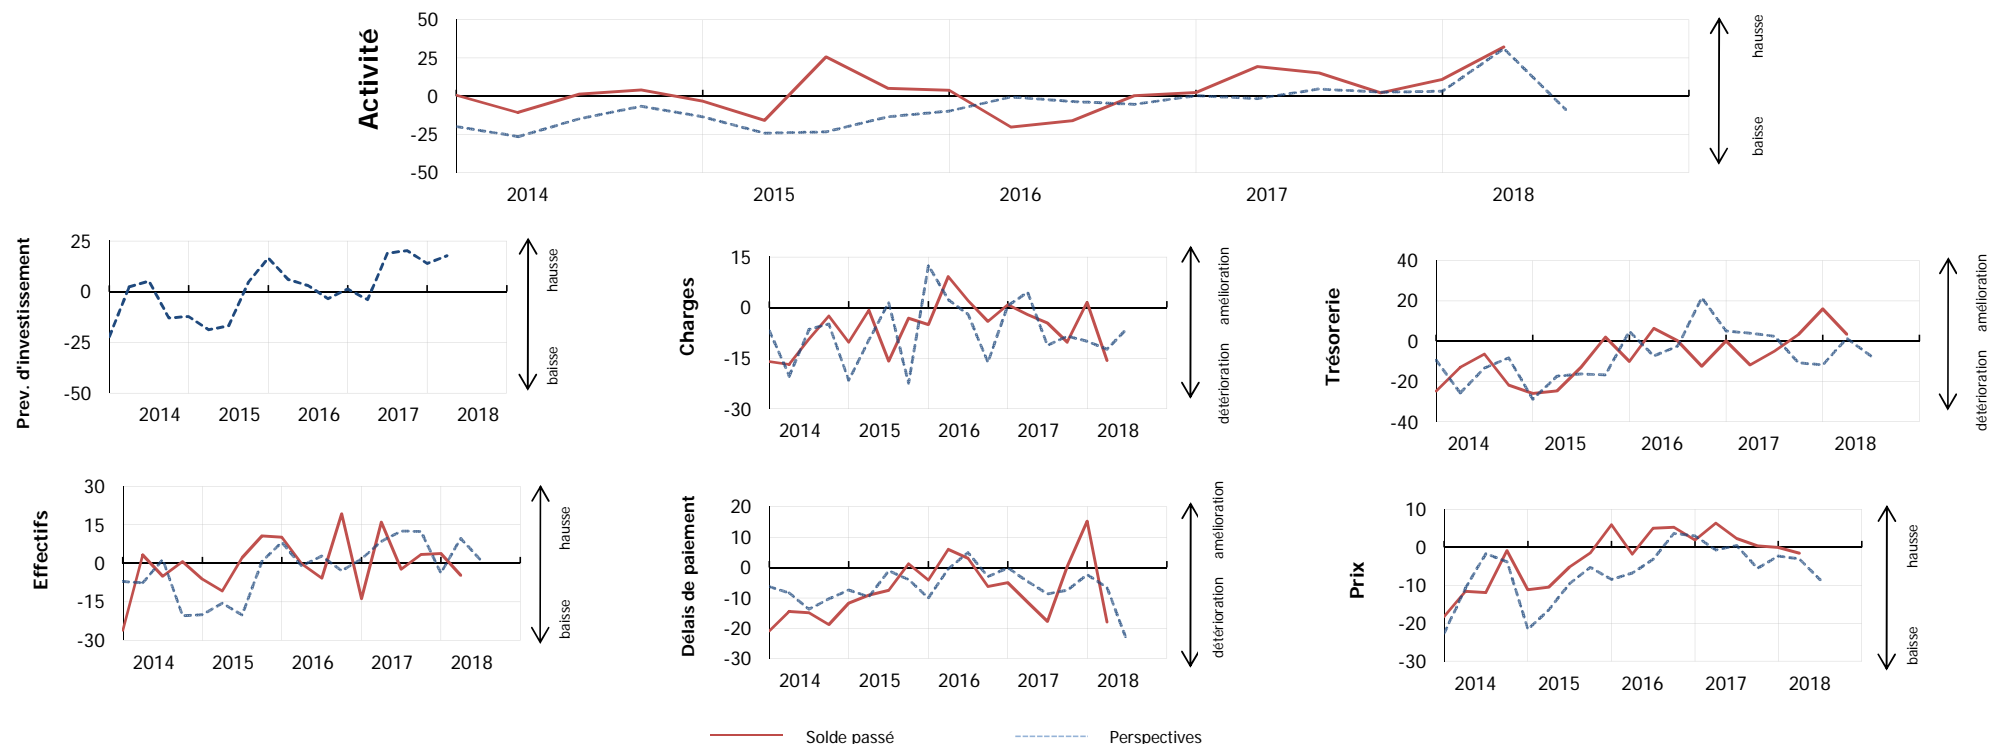 Activité
50
25
0
-25
-50
2014 2015 2016 2017 2018
hausse
baisse
Prev. d'investissement
25
0
-25
-50
2014 2015 2016 2017 2018
hausse
baisse
Charges
15
0
-15
-30
2014 2015 2016 2017 2018
amélioration
détérioration
Trésorerie
40
20
0
-20
-40
2014 2015 2016 2017 2018
amélioration
détérioration
Effectifs
30
15
0
-15
-30
2014 2015 2016 2017 2018
hausse
baisse
Délais de paiement
20
10
0
-10
-20
-30
2014 2015 2016 2017 2018
amélioration
détérioration
Prix
10
0
-10
-20
-30
2014 2015 2016 2017 2018
hausse
baisse
Solde passé Perspectives